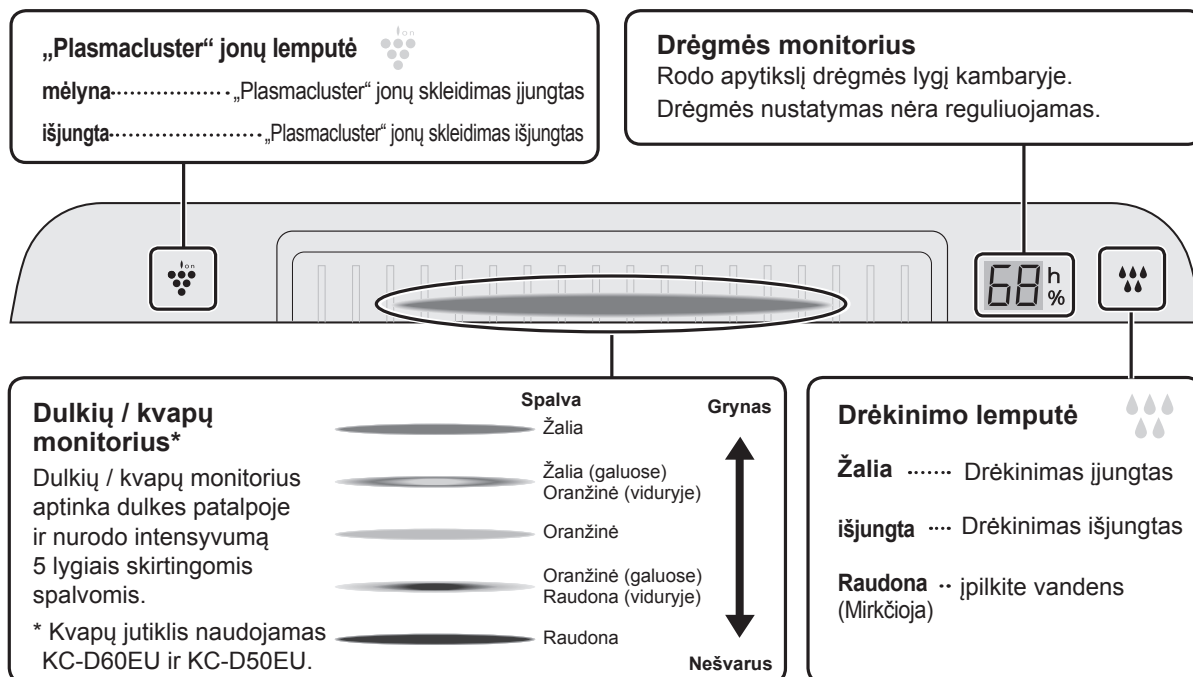 „Plasmacluster“ jonų lemputė
ion
mėlyna·················„Plasmacluster“ jonų skleidimas įjungtas
išjungta······················„Plasmacluster“ jonų skleidimas išjungtas
Drėgmės monitorius
Rodo apytikslį drėgmės lygį kambaryje.
Drėgmės nustatymas nėra reguliuojamas.
ion
68 h %
Dulkių / kvapų
monitorius*
Dulkių / kvapų monitorius
aptinka dulkes patalpoje
ir nurodo intensyvumą
5 lygiais skirtingomis
spalvomis.
* Kvapų jutiklis naudojamas
KC-D60EU ir KC-D50EU.
Spalva
Žalia
Žalia (galuose)
Oranžinė (viduryje)
Oranžinė
Oranžinė (galuose)
Raudona (viduryje)
Raudona
Grynas
Nešvarus
Drėkinimo lemputė
Žalia ······· Drėkinimas įjungtas
išjungta ···· Drėkinimas išjungtas
Raudona ·· įpilkite vandens
(Mirkčioja)